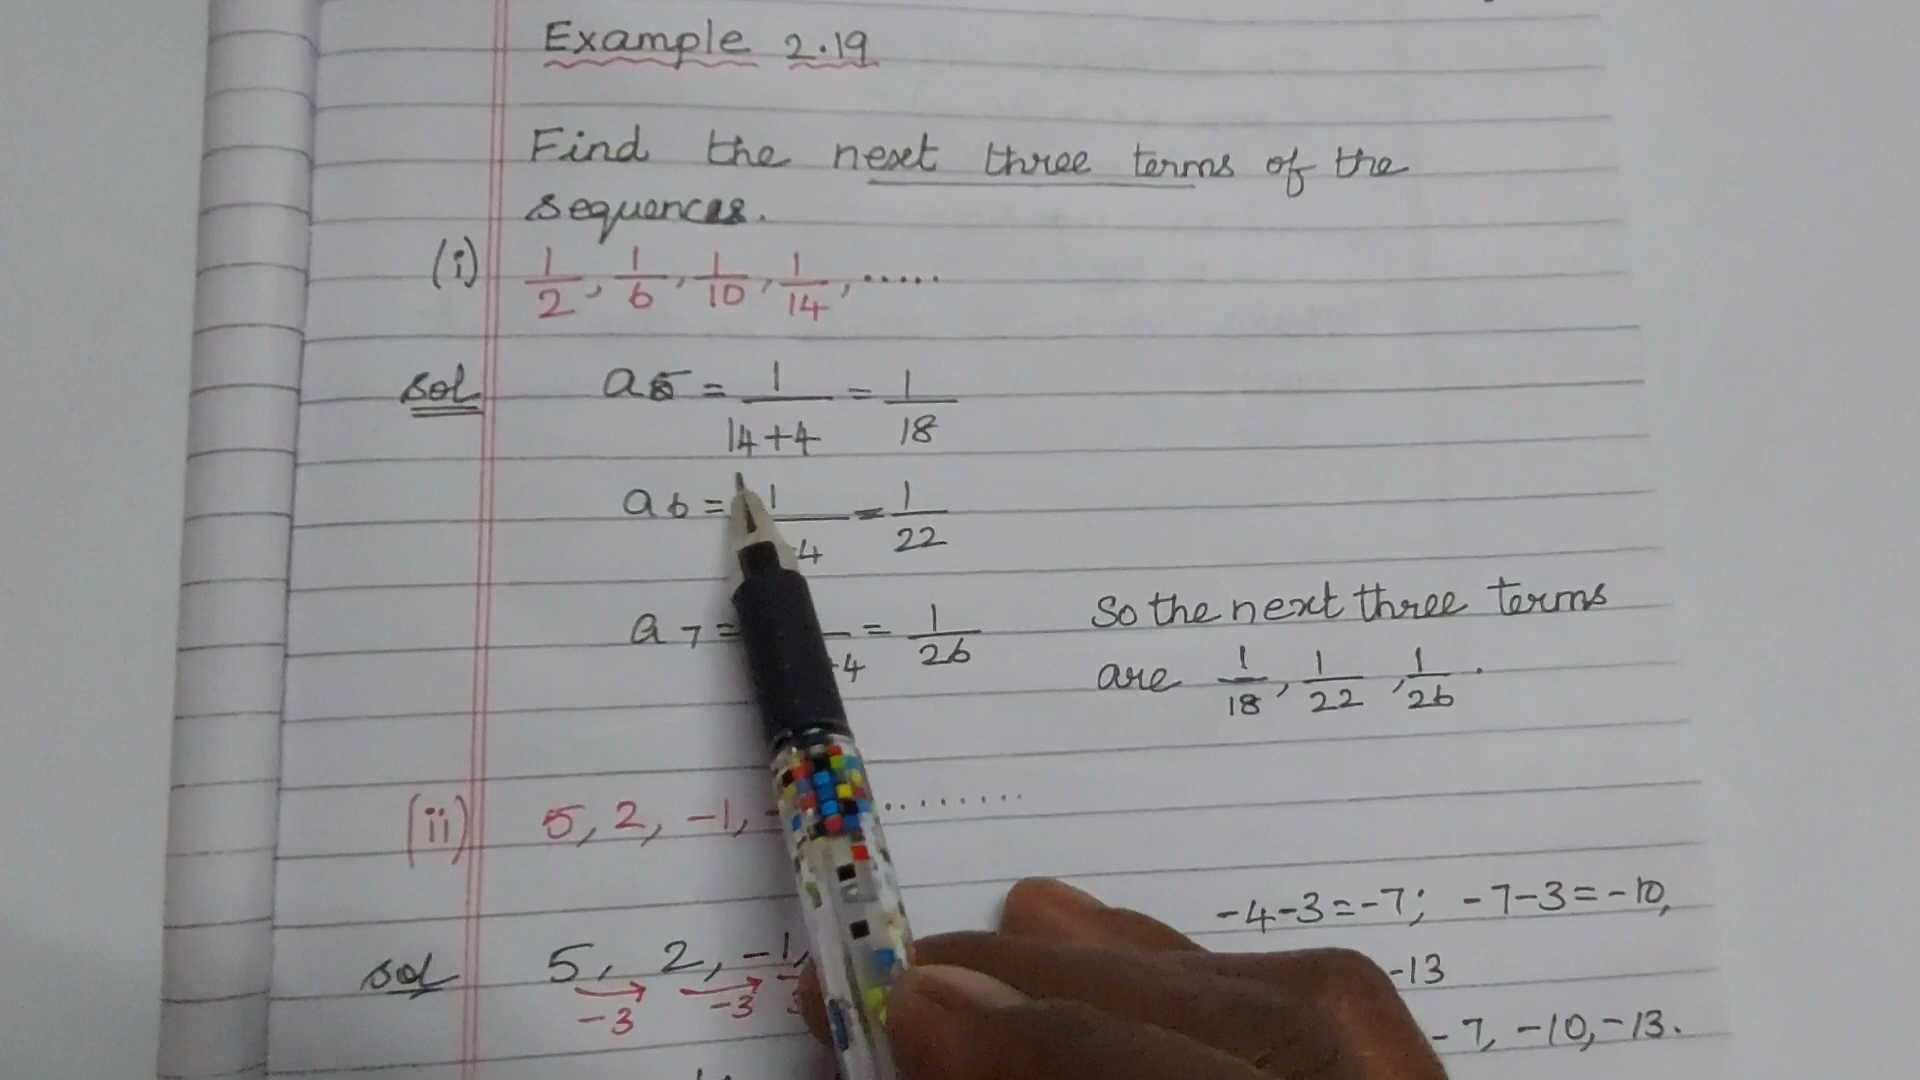 Example 2.19
Find the next three terms of the
sequences.
(i) 1/2, 1/6, 1/10, 1/14, .....
sol a5 = 1/14+4 = 1/18
a6 = 1/ 4 = 1/22
a7 = /+4 = 1/26
So the next three terms
are 1/18, 1/22, 1/26.
(ii) 5, 2, -1, ........
sol 5, 2, -1,
-3 -3
-4-3=-7; -7-3=-10,
-13
-7, -10, -13.